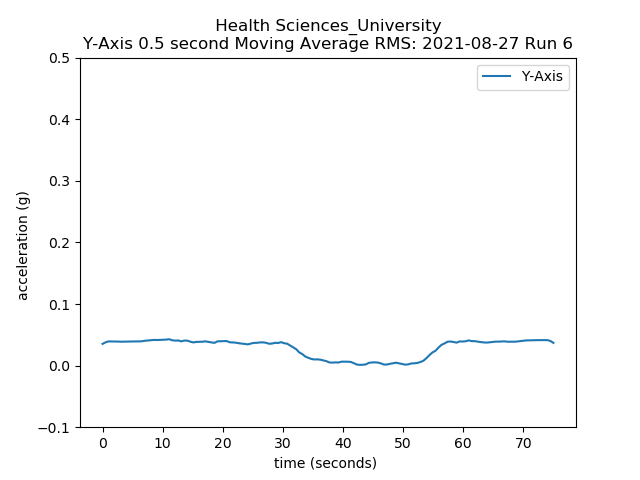 Health Sciences_University
Y-Axis 0.5 second Moving Average RMS: 2021-08-27 Run 6
Y-Axis
0.5
0.4
0.3
0.2
0.1
0.0
−0.1
acceleration (g)
0 10 20 30 40 50 60 70
time (seconds)